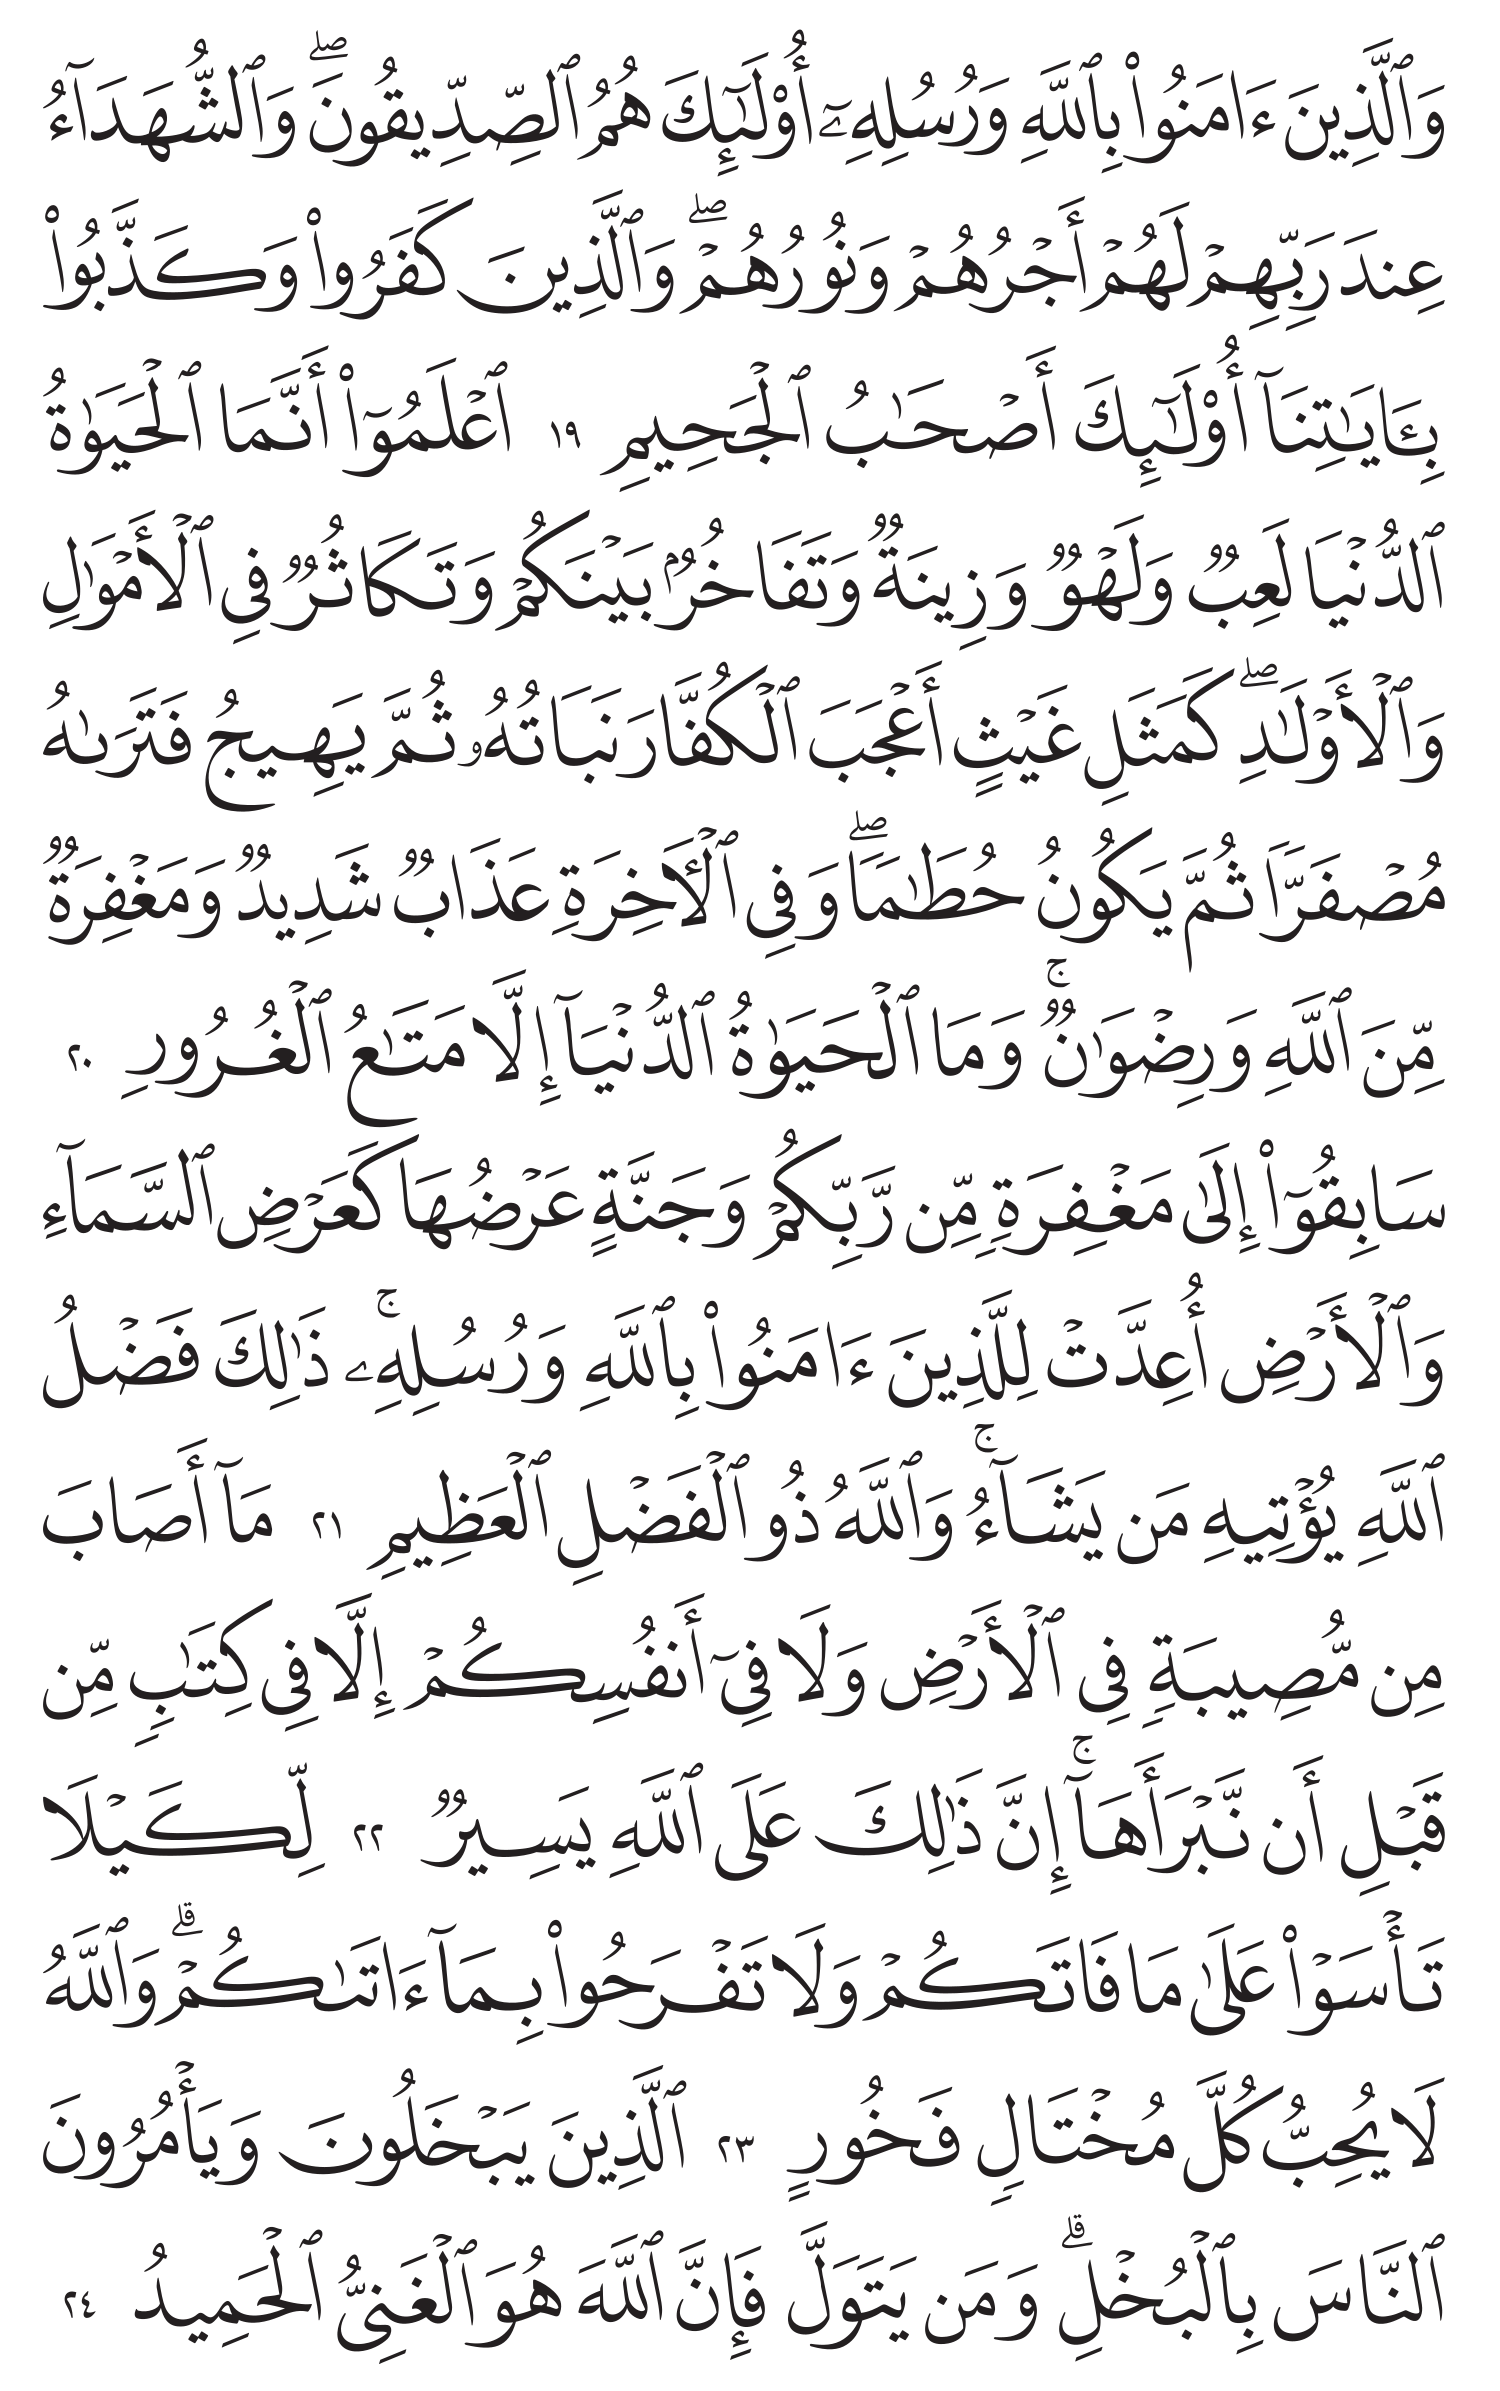 وَٱلَّذِينَ ءَامَنُوا۟ بِٱللَّهِ وَرُسُلِهِۦٓ أُو۟لَـٰٓئِكَ هُمُ ٱلصِّدِّيقُونَ ۖ وَٱلشُّهَدَآءُ
عِندَ رَبِّهِمْ لَهُمْ أَجْرُهُمْ وَنُورُهُمْ ۖ وَٱلَّذِينَ كَفَرُوا۟ وَكَذَّبُوا۟
بِـَٔايَـٰتِنَآ أُو۟لَـٰٓئِكَ أَصْحَـٰبُ ٱلْجَحِيمِ ١٩ ٱعْلَمُوٓا۟ أَنَّمَا ٱلْحَيَوٰةُ
ٱلدُّنْيَا لَعِبٌ وَلَهْوٌ وَزِينَةٌ وَتَفَاخُرٌۢ بَيْنَكُمْ وَتَكَاثُرٌ فِى ٱلْأَمْوَٰلِ
وَٱلْأَوْلَـٰدِ ۖ كَمَثَلِ غَيْثٍ أَعْجَبَ ٱلْكُفَّارَ نَبَاتُهُۥ ثُمَّ يَهِيجُ فَتَرَىٰهُ
مُصْفَرًّا ثُمَّ يَكُونُ حُطَـٰمًا ۖ وَفِى ٱلْـَٔاخِرَةِ عَذَابٌ شَدِيدٌ وَمَغْفِرَةٌ
مِّنَ ٱللَّهِ وَرِضْوَٰنٌ ۚ وَمَا ٱلْحَيَوٰةُ ٱلدُّنْيَآ إِلَّا مَتَـٰعُ ٱلْغُرُورِ ٢٠
سَابِقُوٓا۟ إِلَىٰ مَغْفِرَةٍ مِّن رَّبِّكُمْ وَجَنَّةٍ عَرْضُهَا كَعَرْضِ ٱلسَّمَآءِ
وَٱلْأَرْضِ أُعِدَّتْ لِلَّذِينَ ءَامَنُوا۟ بِٱللَّهِ وَرُسُلِهِۦ ۚ ذَٰلِكَ فَضْلُ
ٱللَّهِ يُؤْتِيهِ مَن يَشَآءُ ۚ وَٱللَّهُ ذُو ٱلْفَضْلِ ٱلْعَظِيمِ ٢١ مَآ أَصَابَ
مِن مُّصِيبَةٍ فِى ٱلْأَرْضِ وَلَا فِىٓ أَنفُسِكُمْ إِلَّا فِى كِتَـٰبٍ مِّن
قَبْلِ أَن نَّبْرَأَهَآ ۚ إِنَّ ذَٰلِكَ عَلَى ٱللَّهِ يَسِيرٌ ٢٢ لِّكَيْلَا
تَأْسَوْا۟ عَلَىٰ مَا فَاتَكُمْ وَلَا تَفْرَحُوا۟ بِمَآ ءَاتَىٰكُمْ ۗ وَٱللَّهُ
لَا يُحِبُّ كُلَّ مُخْتَالٍ فَخُورٍ ٢٣ ٱلَّذِينَ يَبْخَلُونَ وَيَأْمُرُونَ
ٱلنَّاسَ بِٱلْبُخْلِ ۗ وَمَن يَتَوَلَّ فَإِنَّ ٱللَّهَ هُوَ ٱلْغَنِىُّ ٱلْحَمِيدُ ٢٤